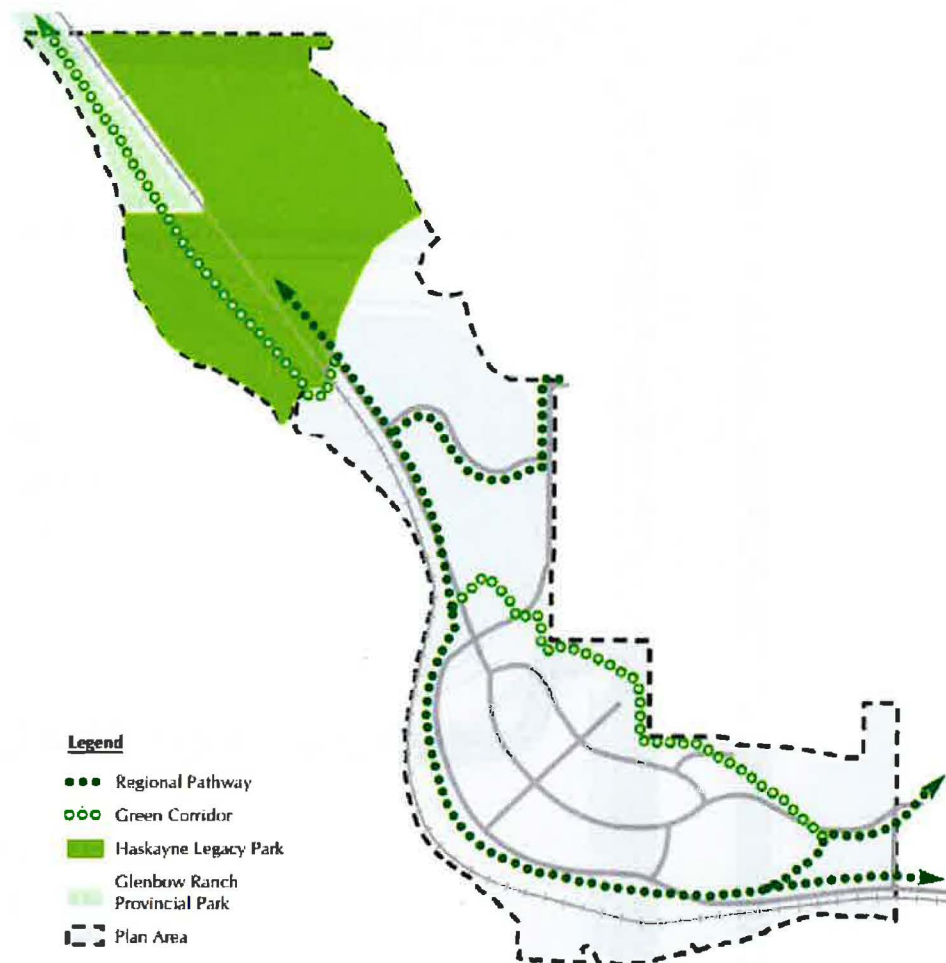 Legend
Regional Pathway
Green Corridor
Haskayne Legacy Park
Glenbow Ranch
Provincial Park
Plan Area